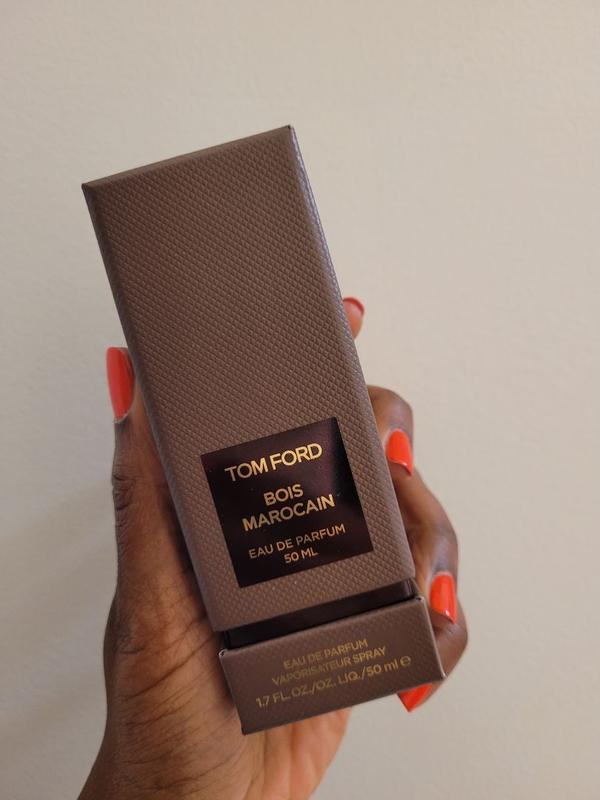 TOM FORD
BOIS
MAROCAIN
EAU DE PARFUM
50 ML
EAU DE PARFUM
VAPORISATEUR SPRAY
1.7 FL. OZ./OZ. LIQ./50 ml ℮